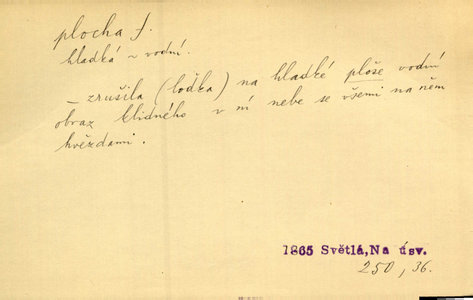 plocha f.
hladká ~ vodní.
_ zrušila (loďka) na hladké ploše vodní
obraz klidného v ní nebe se všemi na něm
hvězdami.
1865 Světlá, Na úsv.
250, 36.